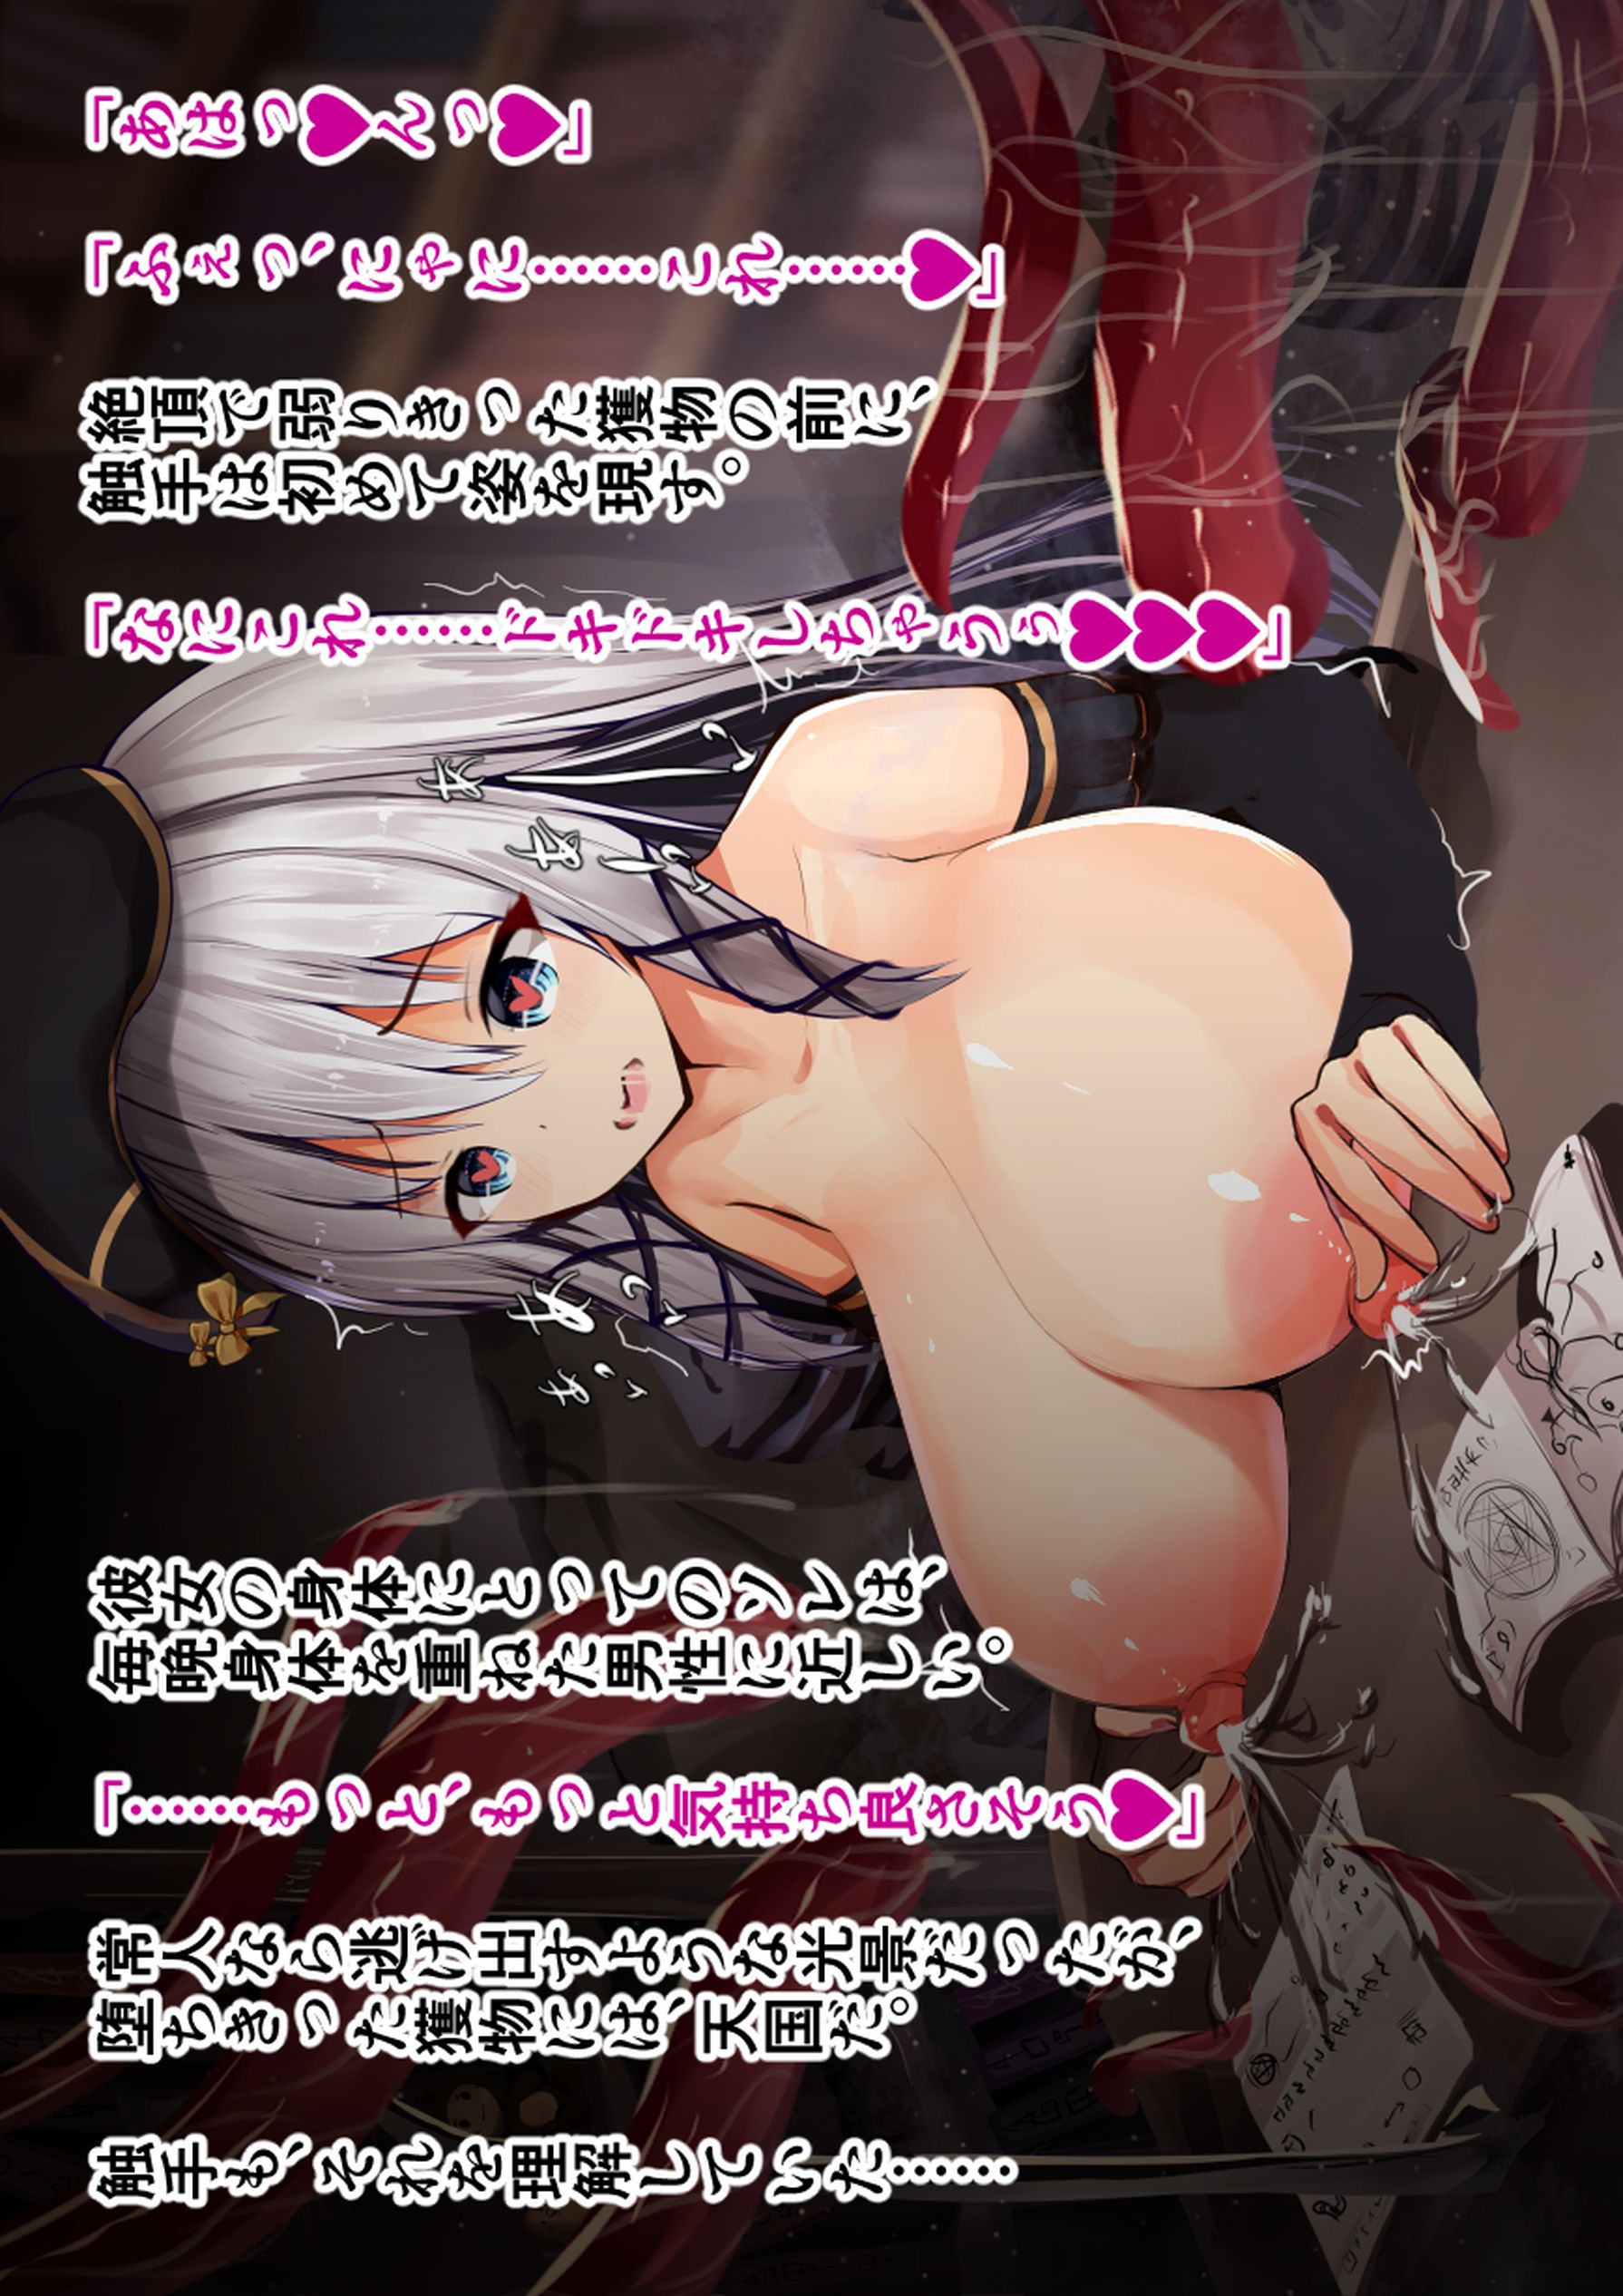 「あはっ♥んっ♥」
「ふぇっ、にゃに……これ……♥」
絶頂で弱りきった獲物の前に、
触手は初めて姿を現す。
「なにこれ……ドキドキしちゃうぅ♥♥♥」
彼女の身体にとってのソレは、
毎晩身体を重ねた男性に近しい。
「……もっと、もっと気持ち良さそう♥」
常人なら逃げ出すような光景だったが、
堕ちきった獲物には、天国だ。
触手も、それを理解していた……